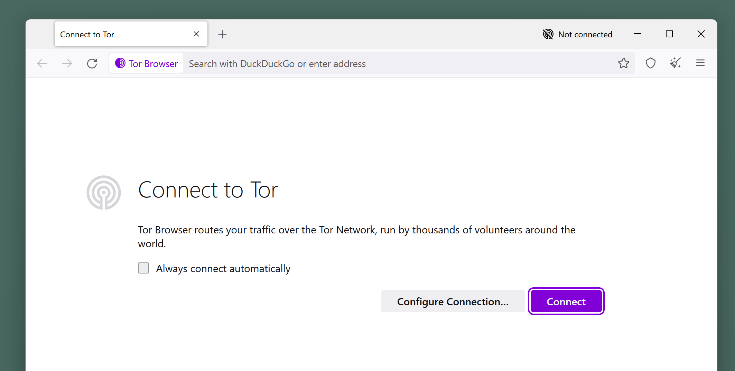 Connect to Tor
Not connected
Tor Browser
Search with DuckDuckGo or enter address
Connect to Tor
Tor Browser routes your traffic over the Tor Network, run by thousands of volunteers around the
world.
Always connect automatically
Configure Connection...
Connect